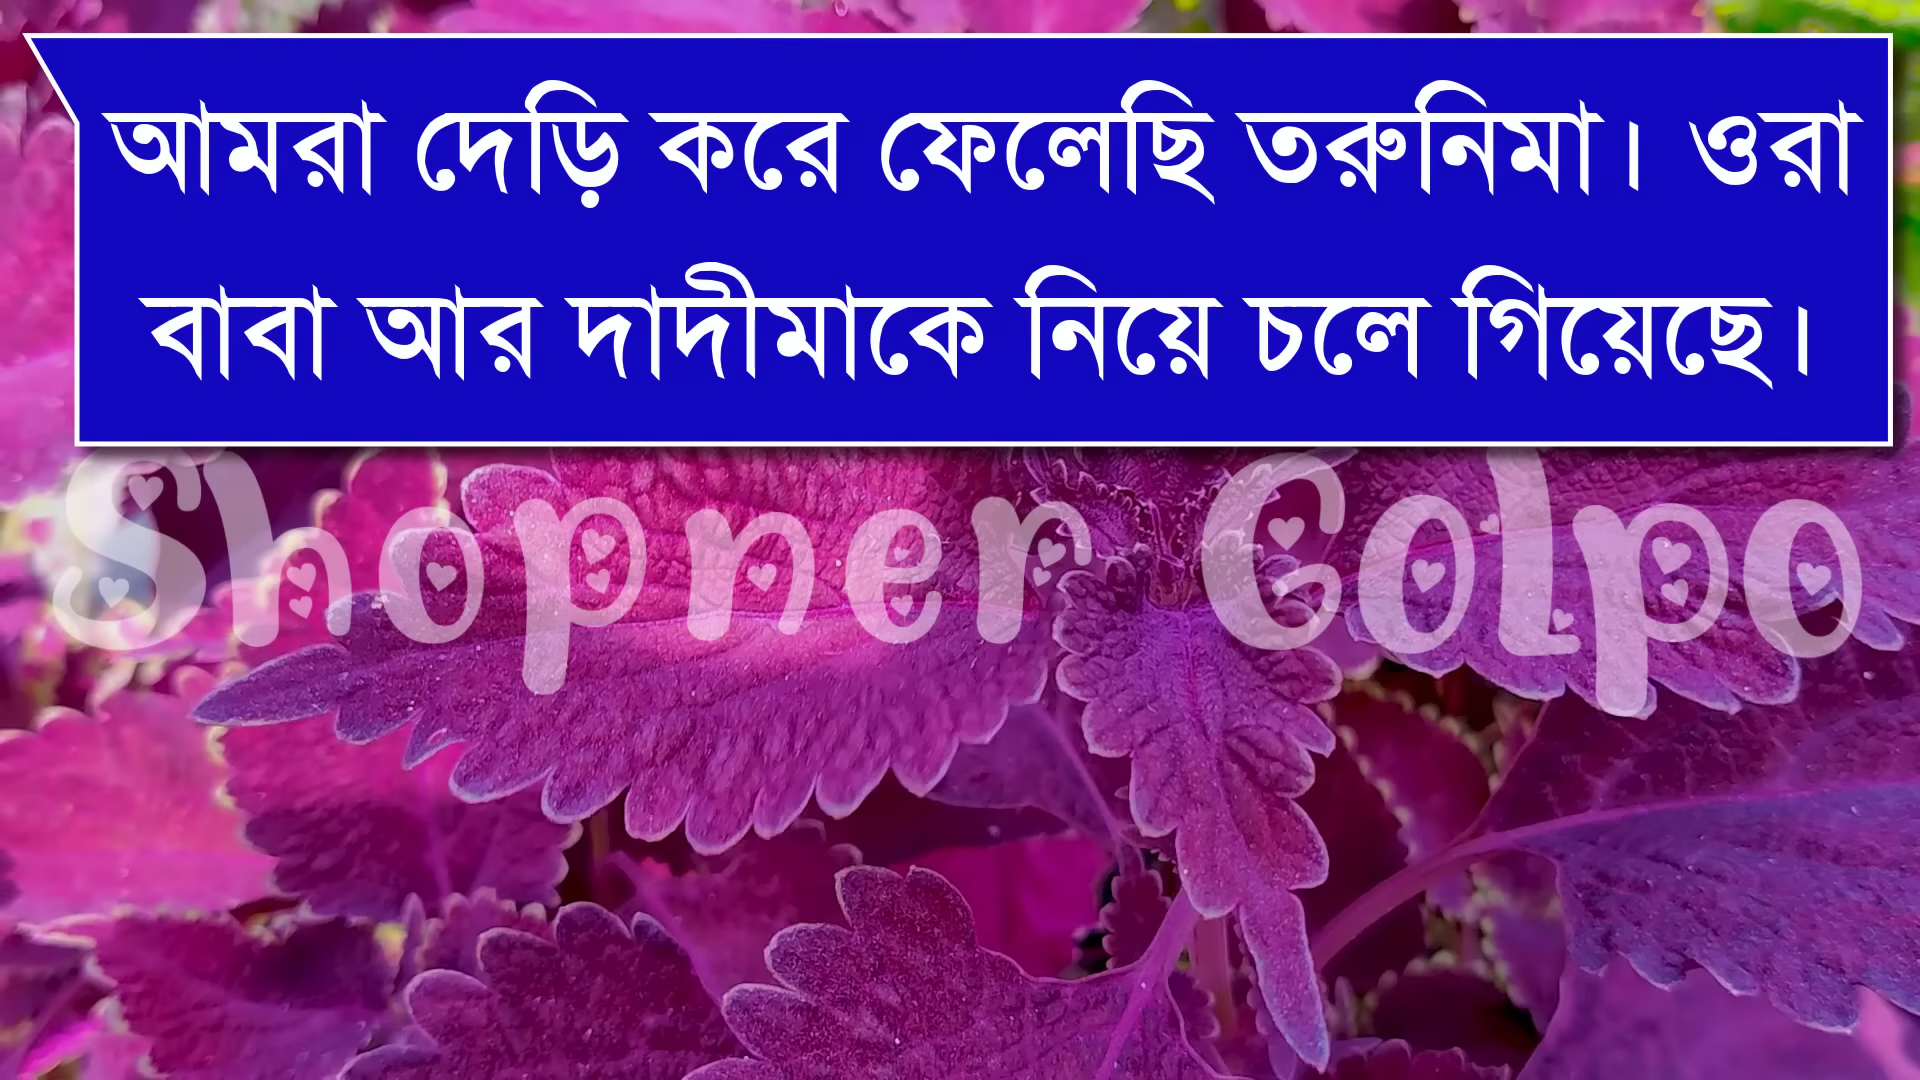 আমরা দেড়ি করে ফেলেছি তরুনিমা। ওরা
বাবা আর দাদীমাকে নিয়ে চলে গিয়েছে।
Shopner Golpo